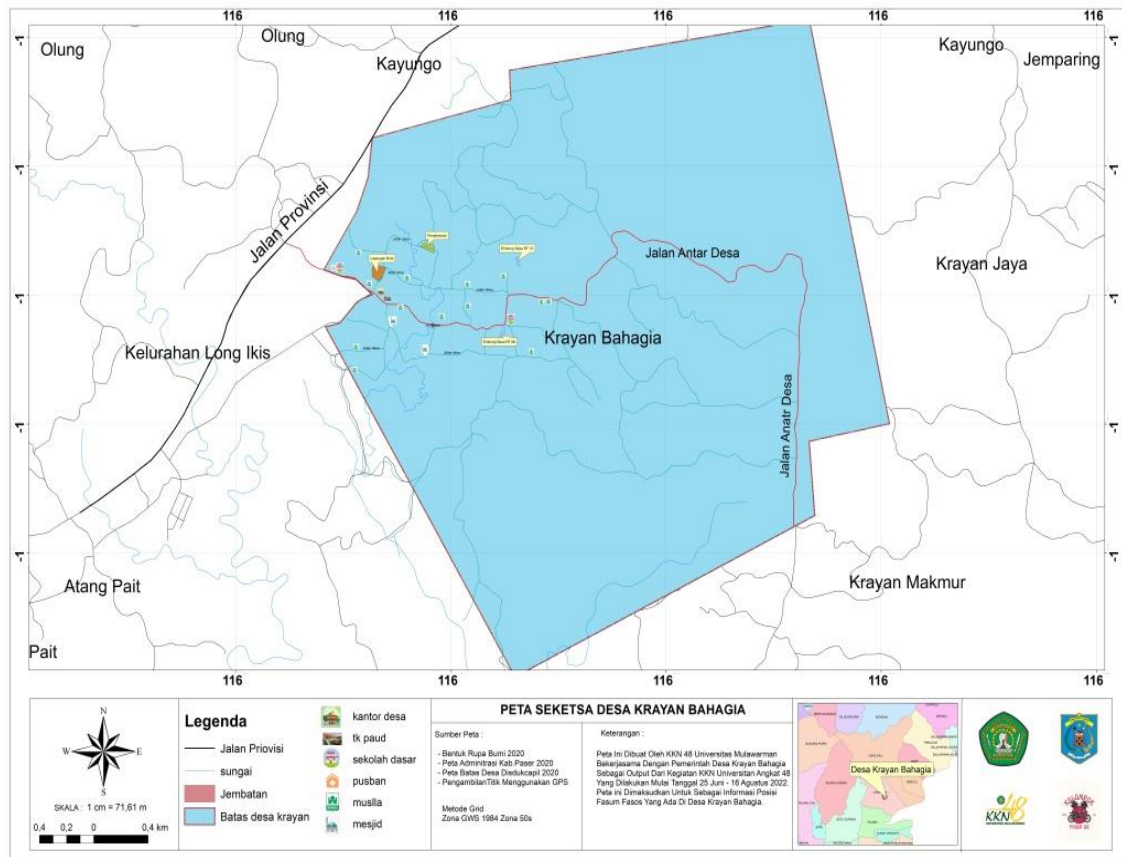 116
116
116
116
116
-1
-1
-1
-1
-1
-1
-1
-1
-1
-1
Olung
Olung
Kayungo
Kayungo
Jemparing
Jalan Provinsi
Jalan Antar Desa
Krayan Jaya
Krayan Bahagia
Kelurahan Long Ikis
Jalan Anatr Desa
Atang Pait
Krayan Makmur
Pait
116
116
116
116
116
N
W
E
S
SKALA : 1 cm = 71,61 m
0,4
0,2
0
0,4 km
Legenda
Jalan Priovisi
sungai
Jembatan
Batas desa krayan
kantor desa
tk paud
sekolah dasar
pusban
muslla
mesjid
PETA SEKETSA DESA KRAYAN BAHAGIA
Sumber Peta :
- Bentuk Rupa Bumi 2020
- Peta Adminitrasi Kab.Paser 2020
- Peta Batas Desa Disdukcapil 2020
- PengambilanTitik Menggunakan GPS
Metode Grid
Zona GWS 1984 Zona 50s
Keterangan :
Peta Ini Dibuat Oleh KKN 48 Universitas Mulawarman
Bekerjasama Dengan Pemerintah Desa Krayan Bahagia
Sebagai Output Dari Kegiatan KKN Universitan Angkat 48
Yang Dilakukan Mulai Tanggal 25 Juni - 16 Agustus 2022.
Peta ini Dimaksudkan Untuk Sebagai Informasi Posisi
Fasum Fasos Yang Ada Di Desa Krayan Bahagia.
Desa Krayan Bahagia
KKN 48